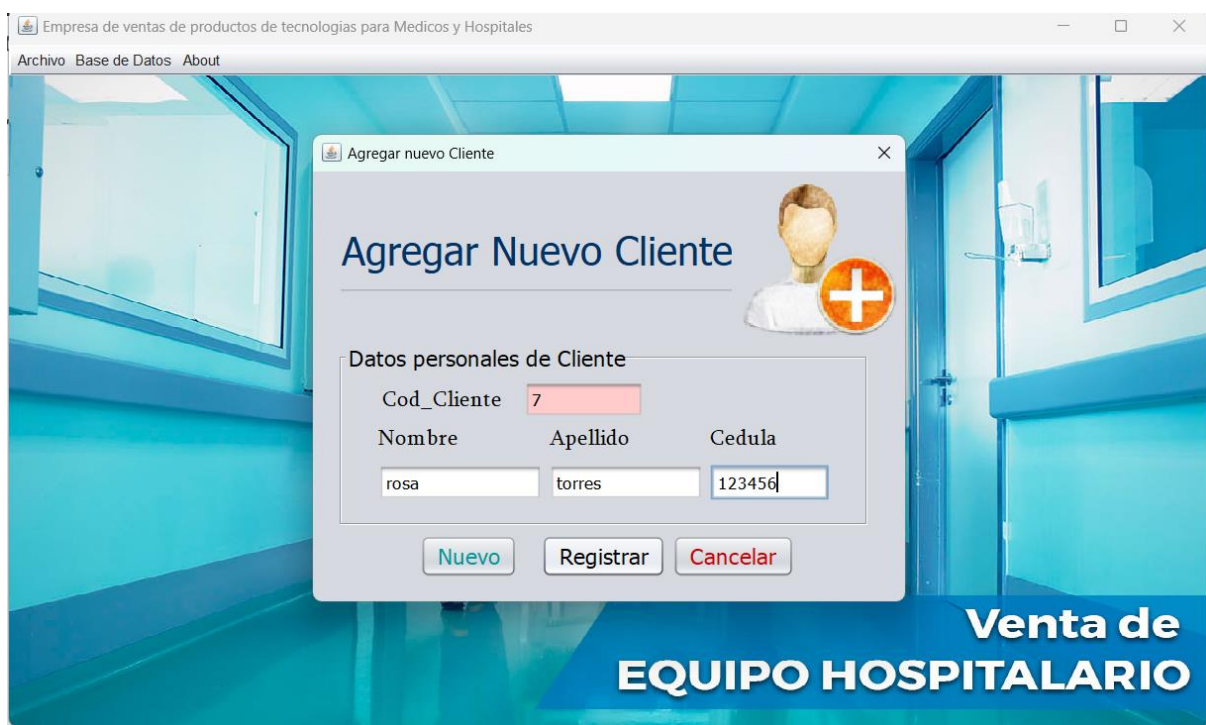 Empresa de ventas de productos de tecnologias para Medicos y Hospitales
Archivo Base de Datos About
Agregar nuevo Cliente
Agregar Nuevo Cliente
Datos personales de Cliente
Cod_Cliente 7
Nombre Apellido Cedula
rosa torres 123456
Nuevo Registrar Cancelar
Venta de
EQUIPO HOSPITALARIO